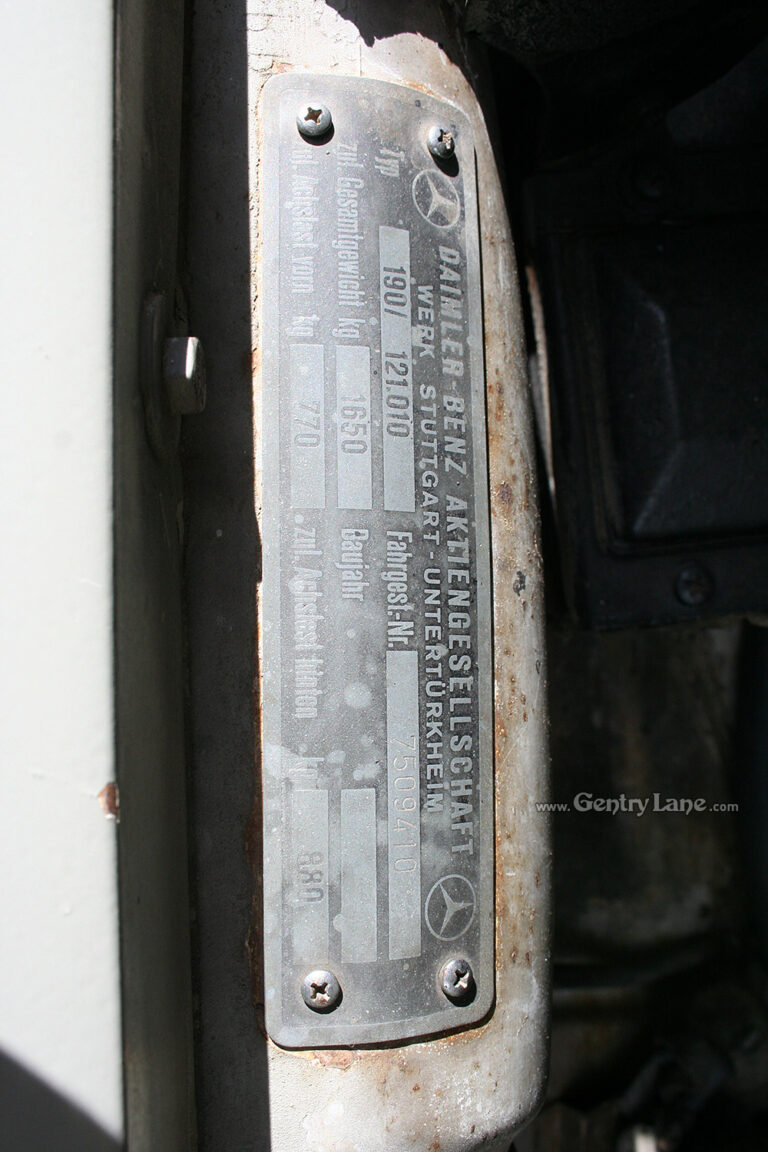 DAIMLER-BENZ AKTIENGESELLSCHAFT
WERK STUTTGART-UNTERTÜRKHEIM
Typ 190/ 121.010 Fahrgest.-Nr. 7509410
zul. Gesamtgewicht kg 1650 Baujahr
zul. Achslast vorn kg 770 zul. Achslast hinten kg 880
www.GentryLane.com